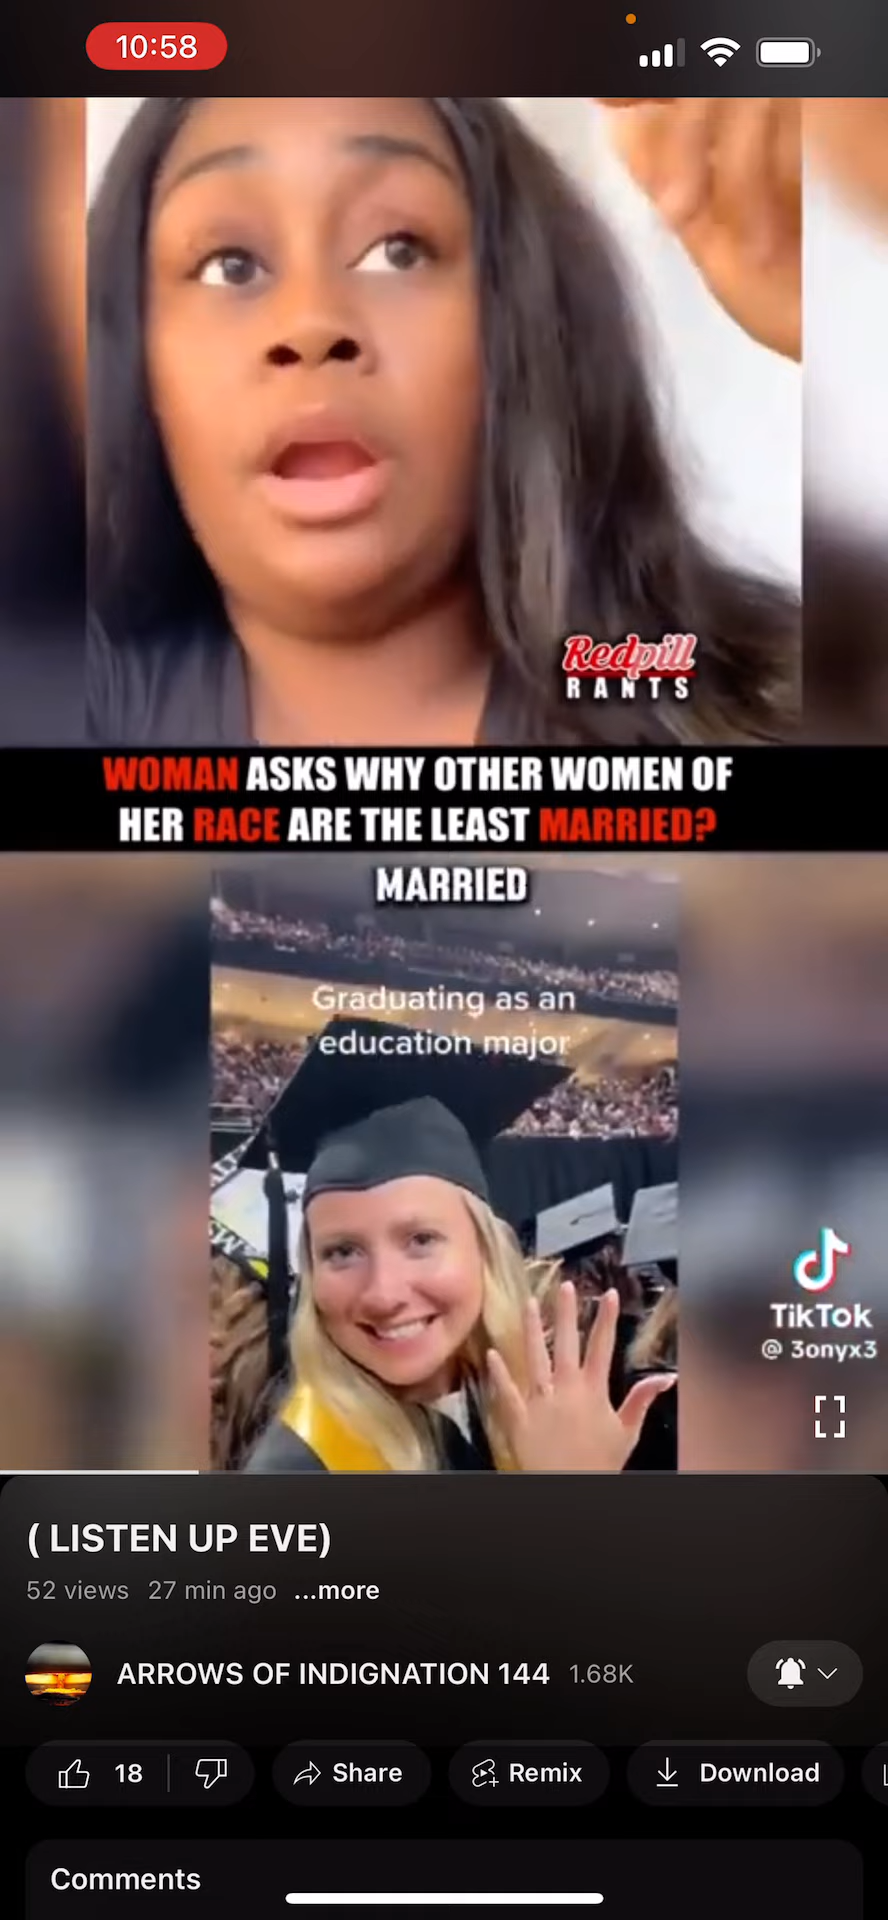 10:58
Redpill
RANTS
WOMAN ASKS WHY OTHER WOMEN OF
HER RACE ARE THE LEAST MARRIED?
MARRIED
Graduating as an
education major
TikTok
@ 3onyx3
( LISTEN UP EVE)
52 views 27 min ago ...more
ARROWS OF INDIGNATION 144 1.68K
18 Share Remix Download
Comments